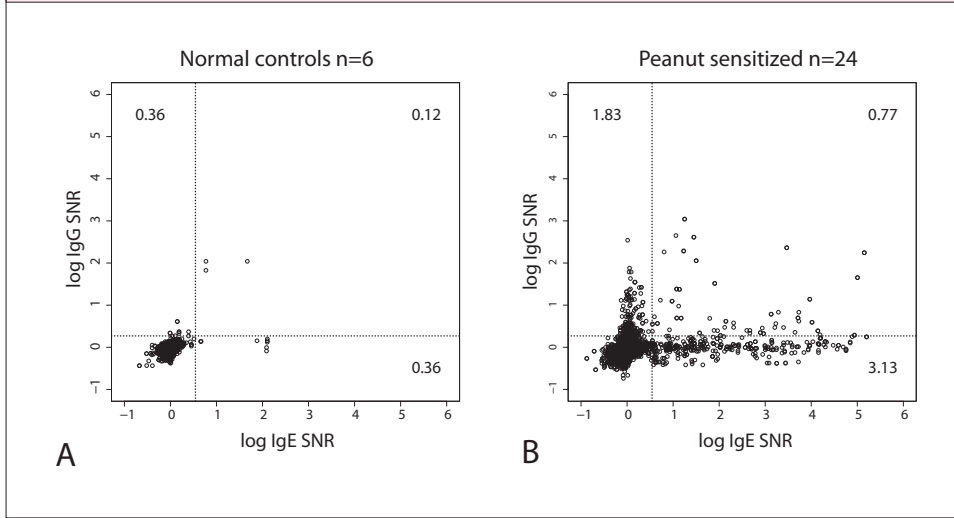 Normal controls n=6
6
5
4
3
2
1
0
−1
0.36
0.12
0.36
−1 0 1 2 3 4 5 6
log IgG SNR
log IgE SNR
A
Peanut sensitized n=24
6
5
4
3
2
1
0
−1
1.83
0.77
3.13
−1 0 1 2 3 4 5 6
log IgG SNR
log IgE SNR
B